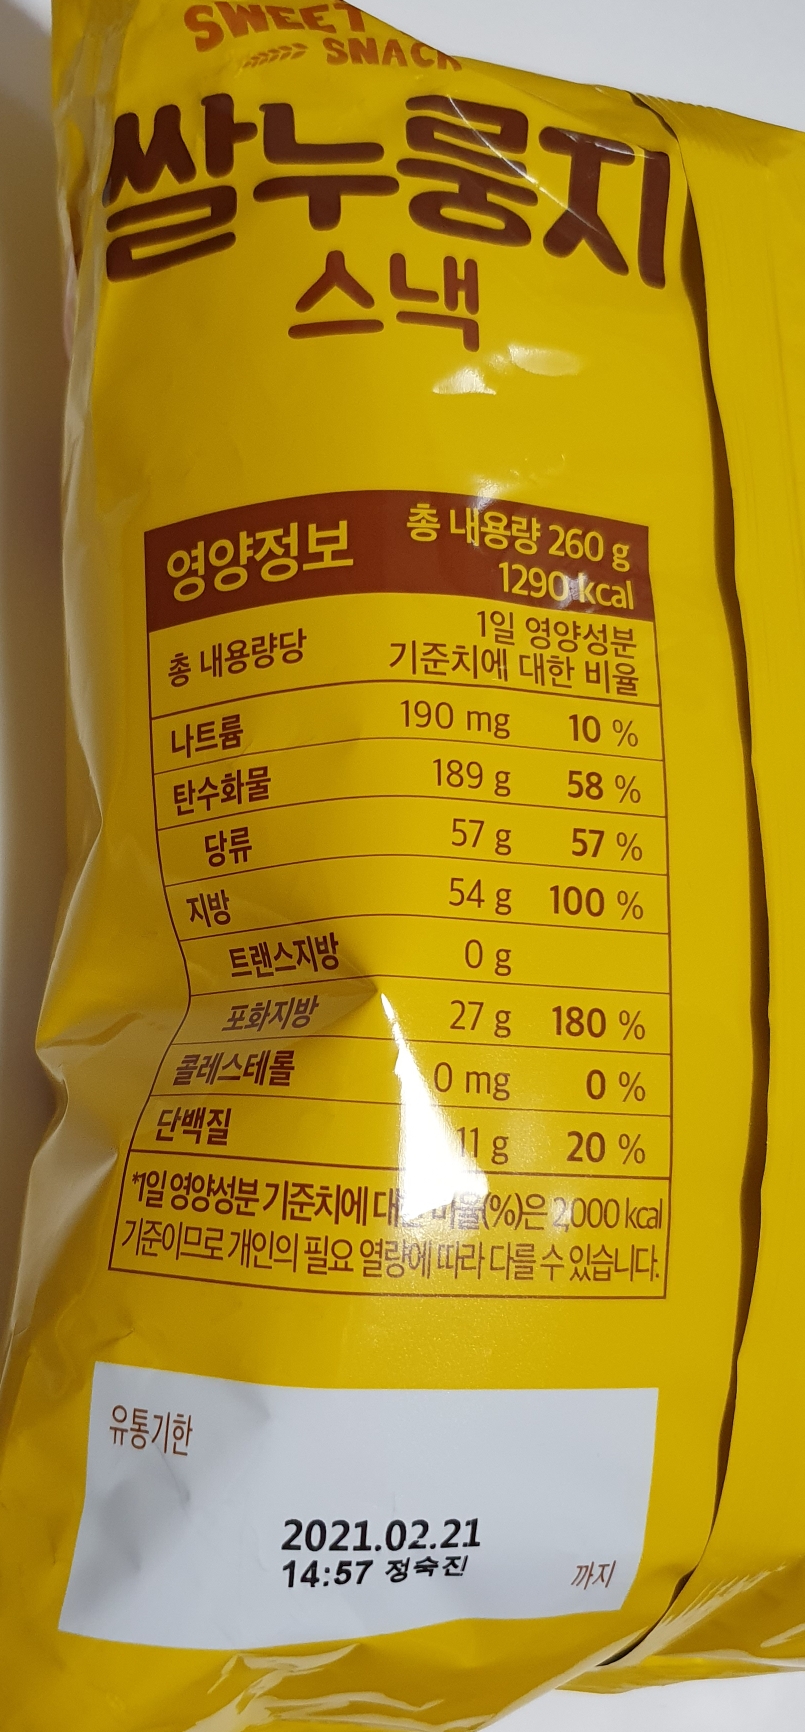 SWEET
SNACK
쌀누룽지
스낵
영양정보
총 내용량 260 g
1290 kcal
총 내용량당
1일 영양성분
기준치에 대한 비율
나트륨 190 mg 10 %
탄수화물 189 g 58 %
당류 57 g 57 %
지방 54 g 100 %
트랜스지방 0 g
포화지방 27 g 180 %
콜레스테롤 0 mg 0 %
단백질 11 g 20 %
*1일 영양성분 기준치에 대한 비율(%)은 2,000 kcal
기준이므로 개인의 필요 열량에 따라 다를 수 있습니다.
유통기한
2021.02.21
14:57 정숙진
까지